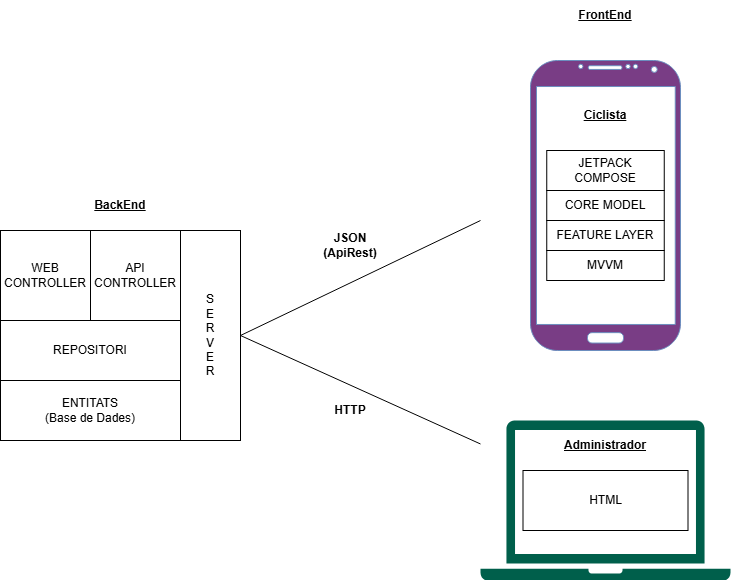 FrontEnd
Ciclista
JETPACK
COMPOSE
CORE MODEL
FEATURE LAYER
MVVM
BackEnd
WEB
CONTROLLER
API
CONTROLLER
REPOSITORI
ENTITATS
(Base de Dades)
S
E
R
V
E
R
JSON
(ApiRest)
HTTP
Administrador
HTML